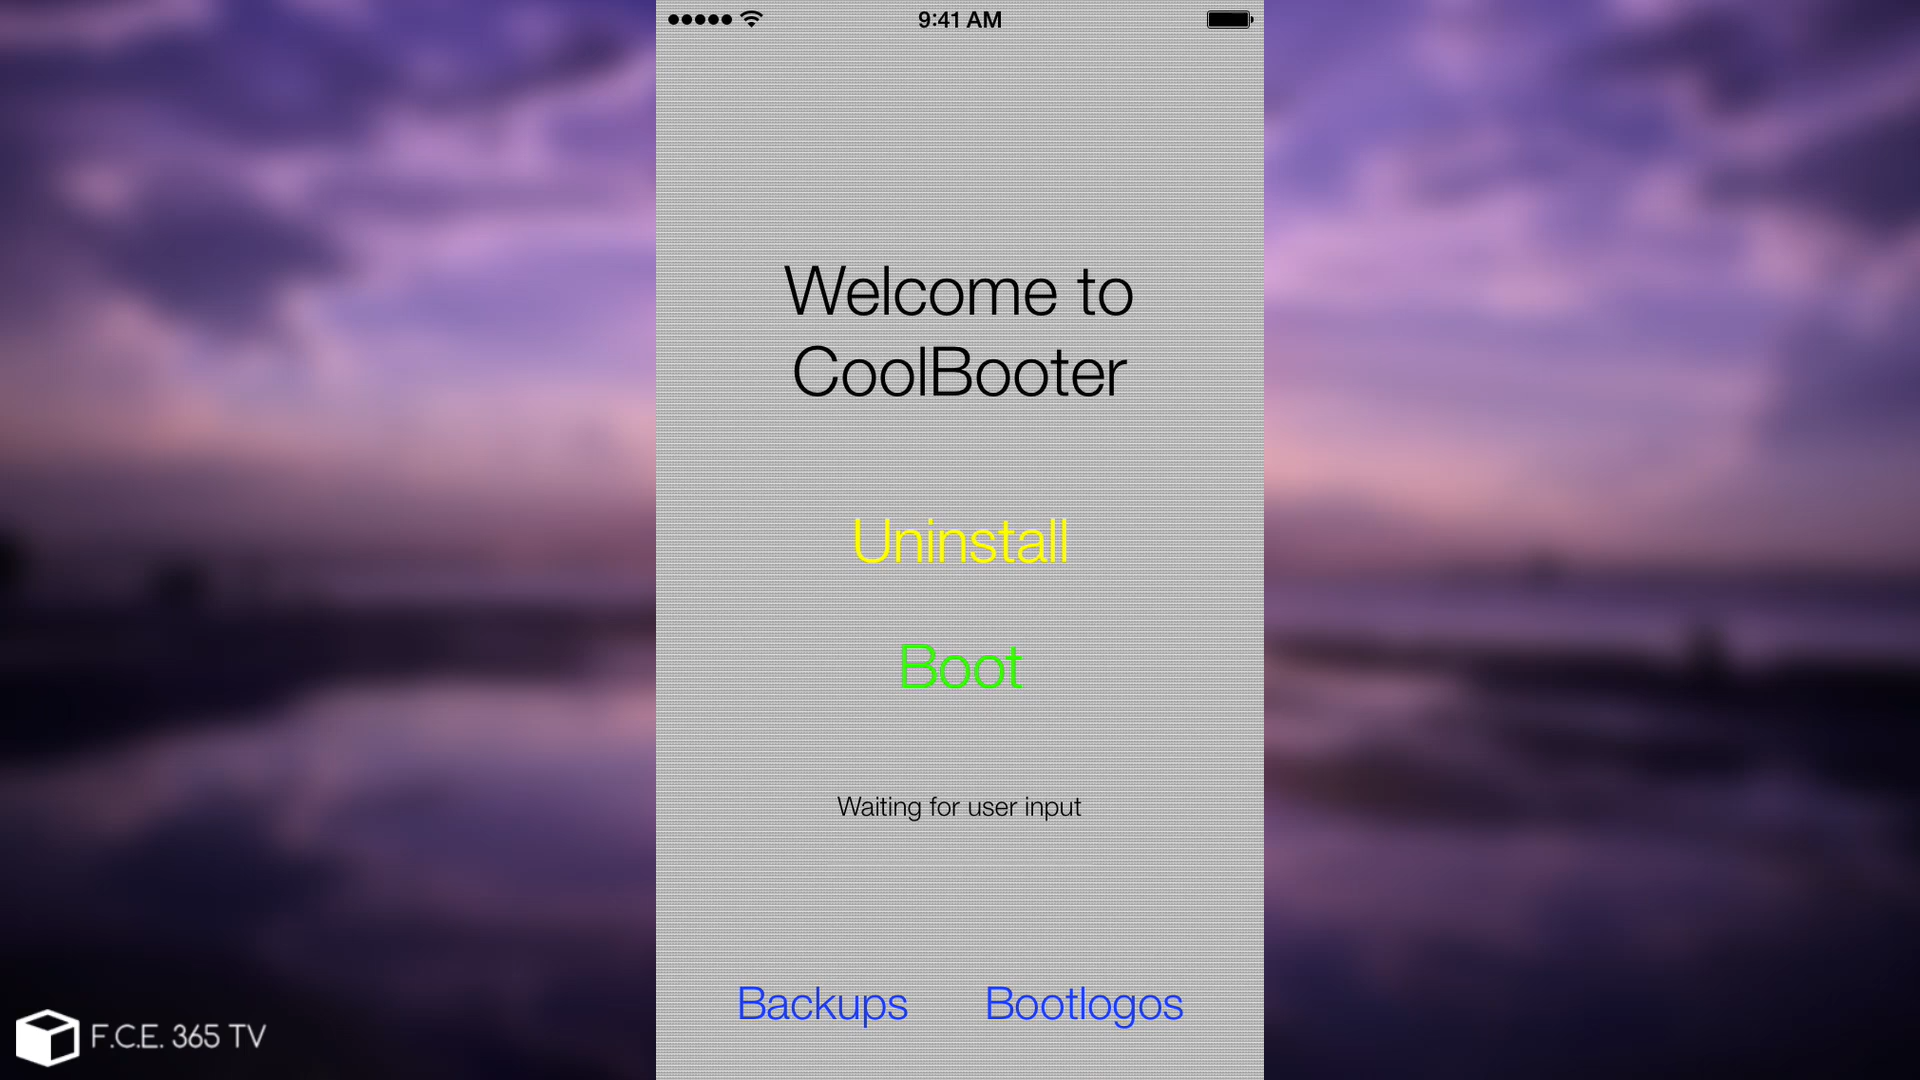 9:41 AM
Welcome to
CoolBooter
Uninstall
Boot
Waiting for user input
Backups
Bootlogos
F.C.E. 365 TV